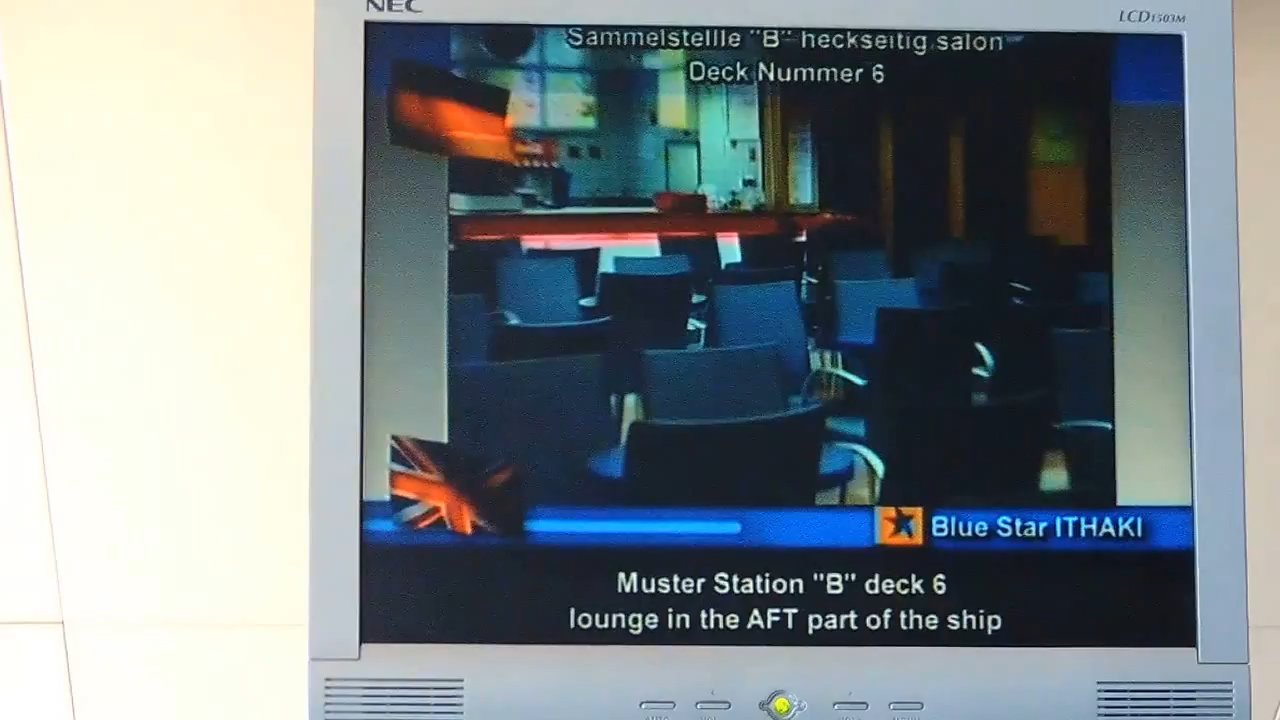 NEC
LCD1503M
Sammelstellle "B" heckseitig salon
Deck Nummer 6
Blue Star ITHAKI
Muster Station "B" deck 6
lounge in the AFT part of the ship